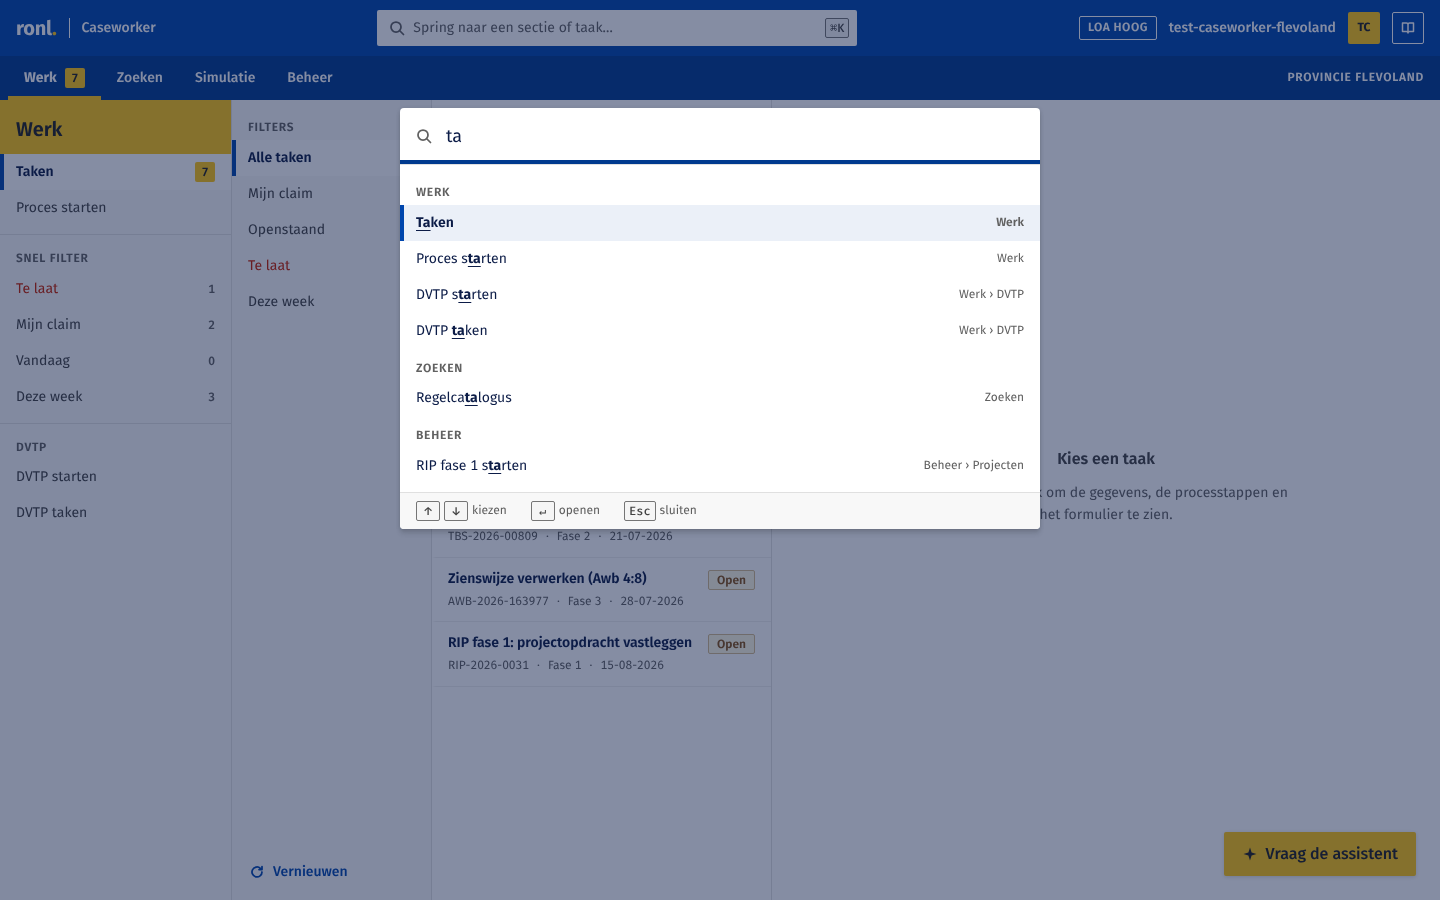 ronl. Caseworker
Spring naar een sectie of taak... ⌘K
LOA HOOG test-caseworker-flevoland TC
Werk 7 Zoeken Simulatie Beheer
PROVINCIE FLEVOLAND
Werk
Taken 7
Proces starten
SNEL FILTER
Te laat 1
Mijn claim 2
Vandaag 0
Deze week 3
DVTP
DVTP starten
DVTP taken
FILTERS
Alle taken
Mijn claim
Openstaand
Te laat
Deze week
Vernieuwen
ta
WERK
Taken Werk
Proces starten Werk
DVTP starten Werk › DVTP
DVTP taken Werk › DVTP
ZOEKEN
Regelcatalogus Zoeken
BEHEER
RIP fase 1 starten Beheer › Projecten
↑ ↓ kiezen ↵ openen Esc sluiten
TBS-2026-00809 · Fase 2 · 21-07-2026
Zienswijze verwerken (Awb 4:8) Open
AWB-2026-163977 · Fase 3 · 28-07-2026
RIP fase 1: projectopdracht vastleggen Open
RIP-2026-0031 · Fase 1 · 15-08-2026
Kies een taak
om de gegevens, de processtappen en
het formulier te zien.
Vraag de assistent